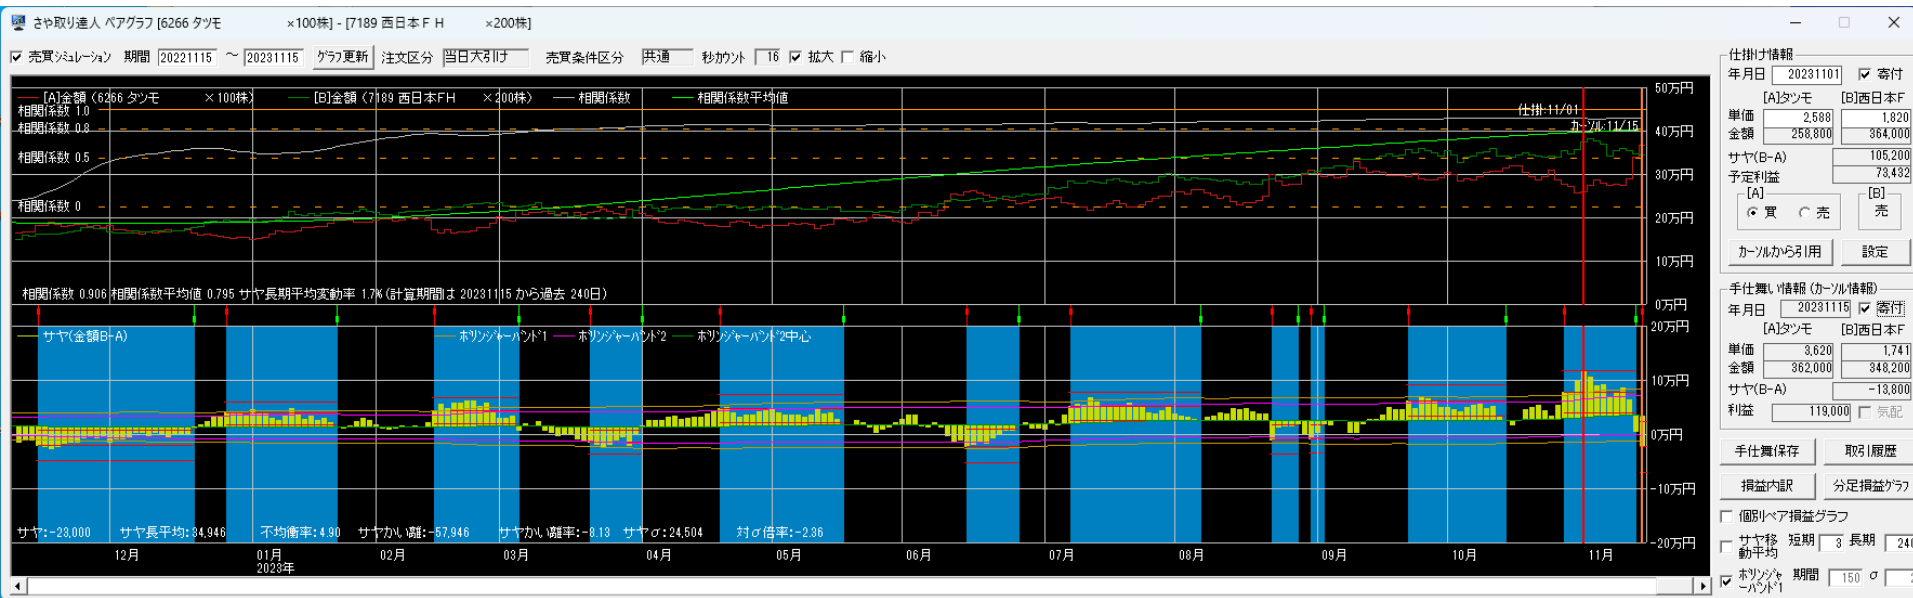 さや取り達人 ペアグラフ [6266 タツモ ×100株] - [7189 西日本ＦＨ ×200株]
売買シュミレーション 期間 20221115 ～ 20231115 グラフ更新 注文区分 当日大引け 売買条件区分 共通 秒カウント 16 拡大 縮小
[A]金額（6266 タツモ ×100株） [B]金額（7189 西日本FH ×200株） 相関係数 相関係数平均値
相関係数 1.0
相関係数 0.8
相関係数 0.5
相関係数 0
仕掛:11/01
カーソル:11/15
50万円
40万円
30万円
20万円
10万円
0万円
相関係数 0.906 相関係数平均値 0.795 サヤ長期平均変動率 1.7% (計算期間は 20231115 から過去 240日)
サヤ(金額B-A) ボリンジャーバンド1 ボリンジャーバンド2 ボリンジャーバンド2中心
20万円
10万円
0万円
-10万円
-20万円
サヤ:-23,000 サヤ長平均:34,946 不均衡率:4.90 サヤかい離:-57,946 サヤかい離率:-8.13 サヤσ:24,504 対σ倍率:-2.36
12月 01月 02月 03月 04月 05月 06月 07月 08月 09月 10月 11月
2023年
仕掛け情報
年月日 20231101 寄付
[A]タツモ [B]西日本F
単価 2,588 1,820
金額 258,800 364,000
サヤ(B-A) 105,200
予定利益 73,432
[A] [B]
買 売 売
カーソルから引用 設定
手仕舞い情報 (カーソル情報)
年月日 20231115 寄付
[A]タツモ [B]西日本F
単価 3,620 1,741
金額 362,000 348,200
サヤ(B-A) -13,800
利益 119,000 気配
手仕舞保存 取引履歴
損益内訳 分足損益グラフ
個別ペア損益グラフ
サヤ移動平均 短期 3 長期 240
ボリンジャーバンド1 期間 150 σ